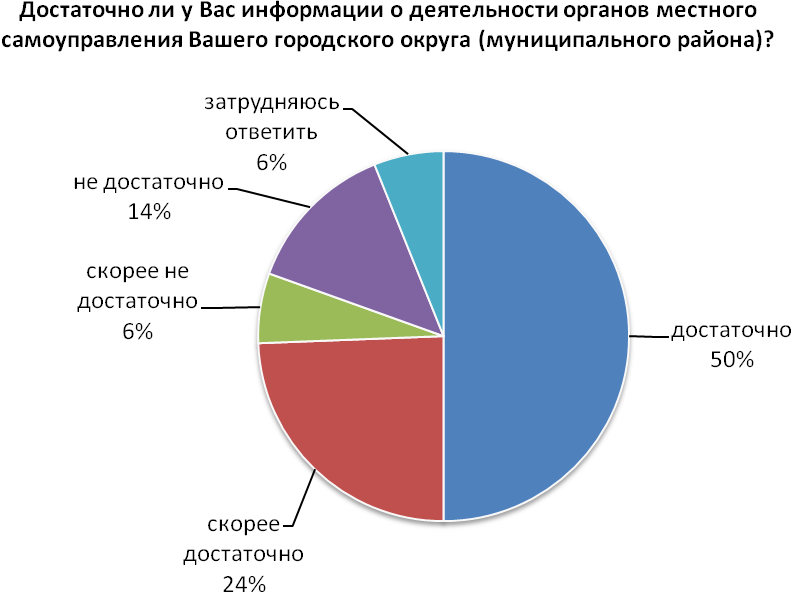 Достаточно ли у Вас информации о деятельности органов местного
самоуправления Вашего городского округа (муниципального района)?
затрудняюсь
ответить
6%
не достаточно
14%
скорее не
достаточно
6%
достаточно
50%
скорее
достаточно
24%